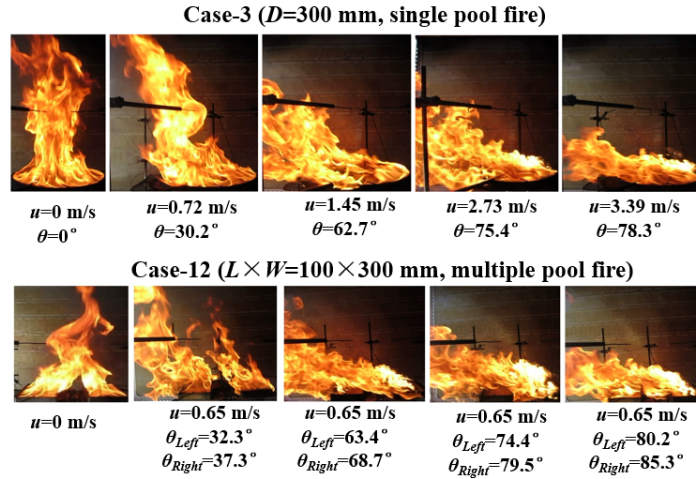 Case-3 (D=300 mm, single pool fire)
u=0 m/s
θ=0°
u=0.72 m/s
θ=30.2°
u=1.45 m/s
θ=62.7°
u=2.73 m/s
θ=75.4°
u=3.39 m/s
θ=78.3°
Case-12 (L×W=100×300 mm, multiple pool fire)
u=0 m/s
u=0.65 m/s
θLeft=32.3°
θRight=37.3°
u=0.65 m/s
θLeft=63.4°
θRight=68.7°
u=0.65 m/s
θLeft=74.4°
θRight=79.5°
u=0.65 m/s
θLeft=80.2°
θRight=85.3°